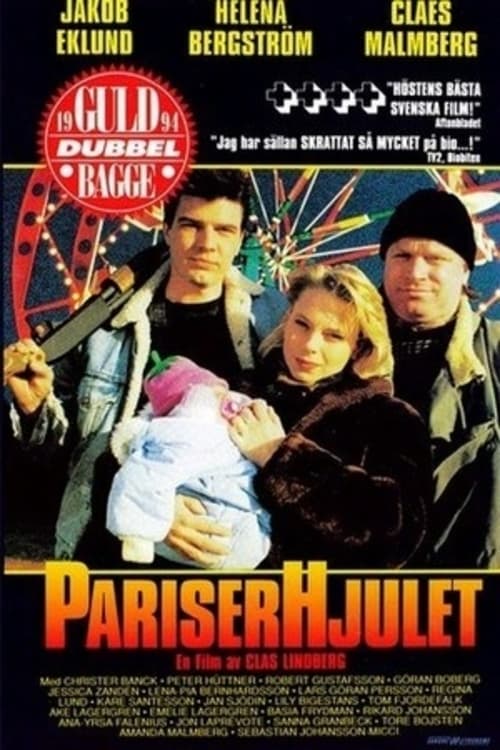 JAKOB
EKLUND
HELENA
BERGSTRÖM
CLAES
MALMBERG
19 GULD 94
DUBBEL
BAGGE
"HÖSTENS BÄSTA
SVENSKA FILM!"
Aftonbladet
"Jag har sällan SKRATTAT SÅ MYCKET på bio...!"
TV2, Biobiten
PARISERHJULET
En Film av CLAS LINDBERG
Med CHRISTER BANCK • PETER HÜTTNER • ROBERT GUSTAFSSON • GÖRAN BOBERG
JESSICA ZANDÉN • LENA-PIA BERNHARDSSON • LARS GÖRAN PERSSON • REGINA
LUND • KÅRE SANTESSON • JAN SJÖDIN • LILY BIGESTANS • TOM FJORDEFALK
ÅKE LAGERGREN • EMELIE LAGERGREN • BASIA FRYDMAN • RIKARD JOHANSSON
ANA-YRSA FALENIUS • JON LAPREVOTE • SANNA GRANBECK • TORE BOJSTEN
AMANDA MALMBERG • SEBASTIAN JOHANSSON-MICCI